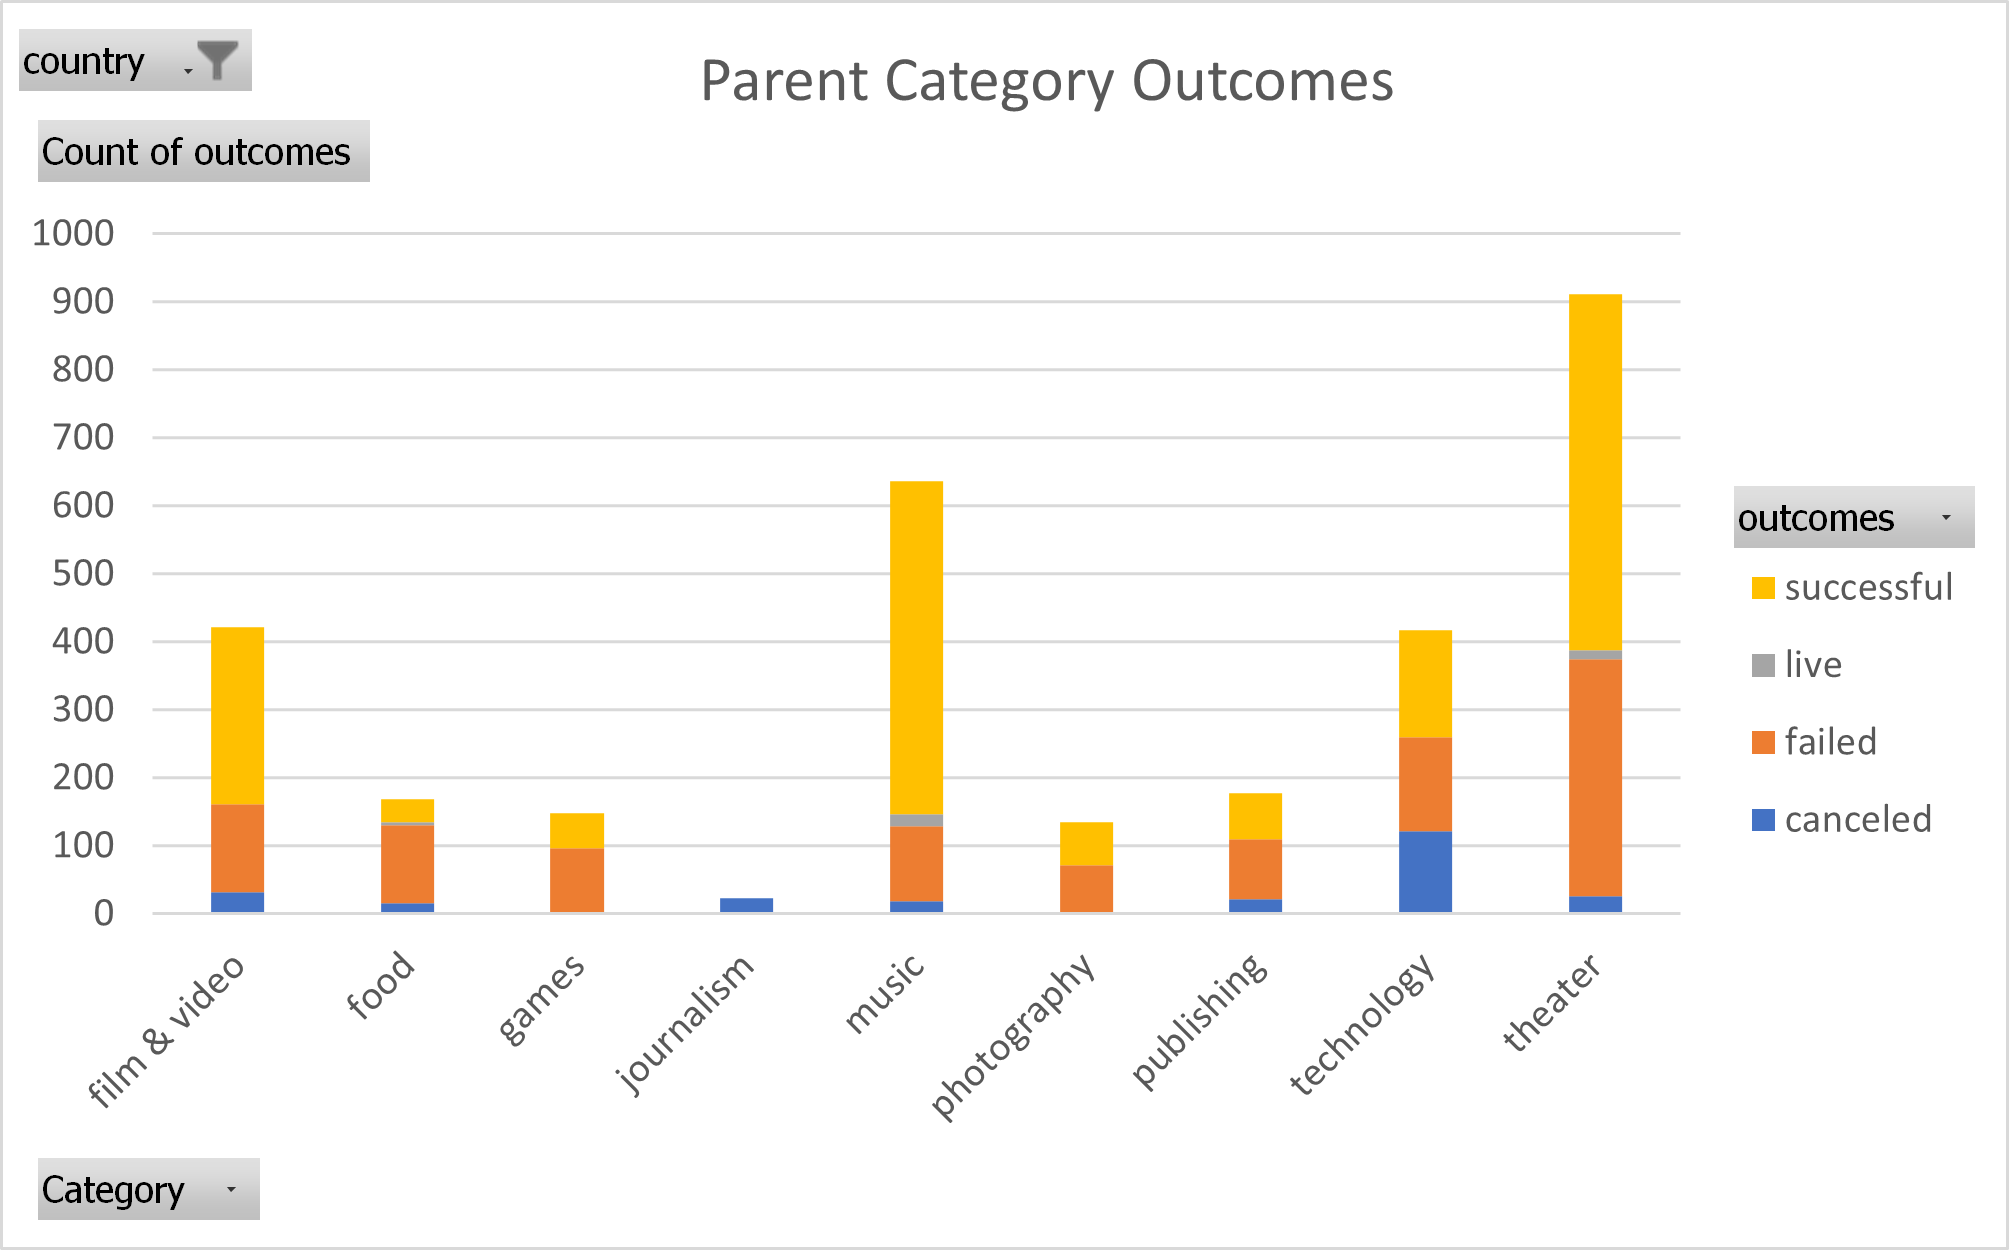 country
Parent Category Outcomes
Count of outcomes
1000
900
800
700
600
500
400
300
200
100
0
outcomes
successful
live
failed
canceled
film & video
food
games
journalism
music
photography
publishing
technology
theater
Category